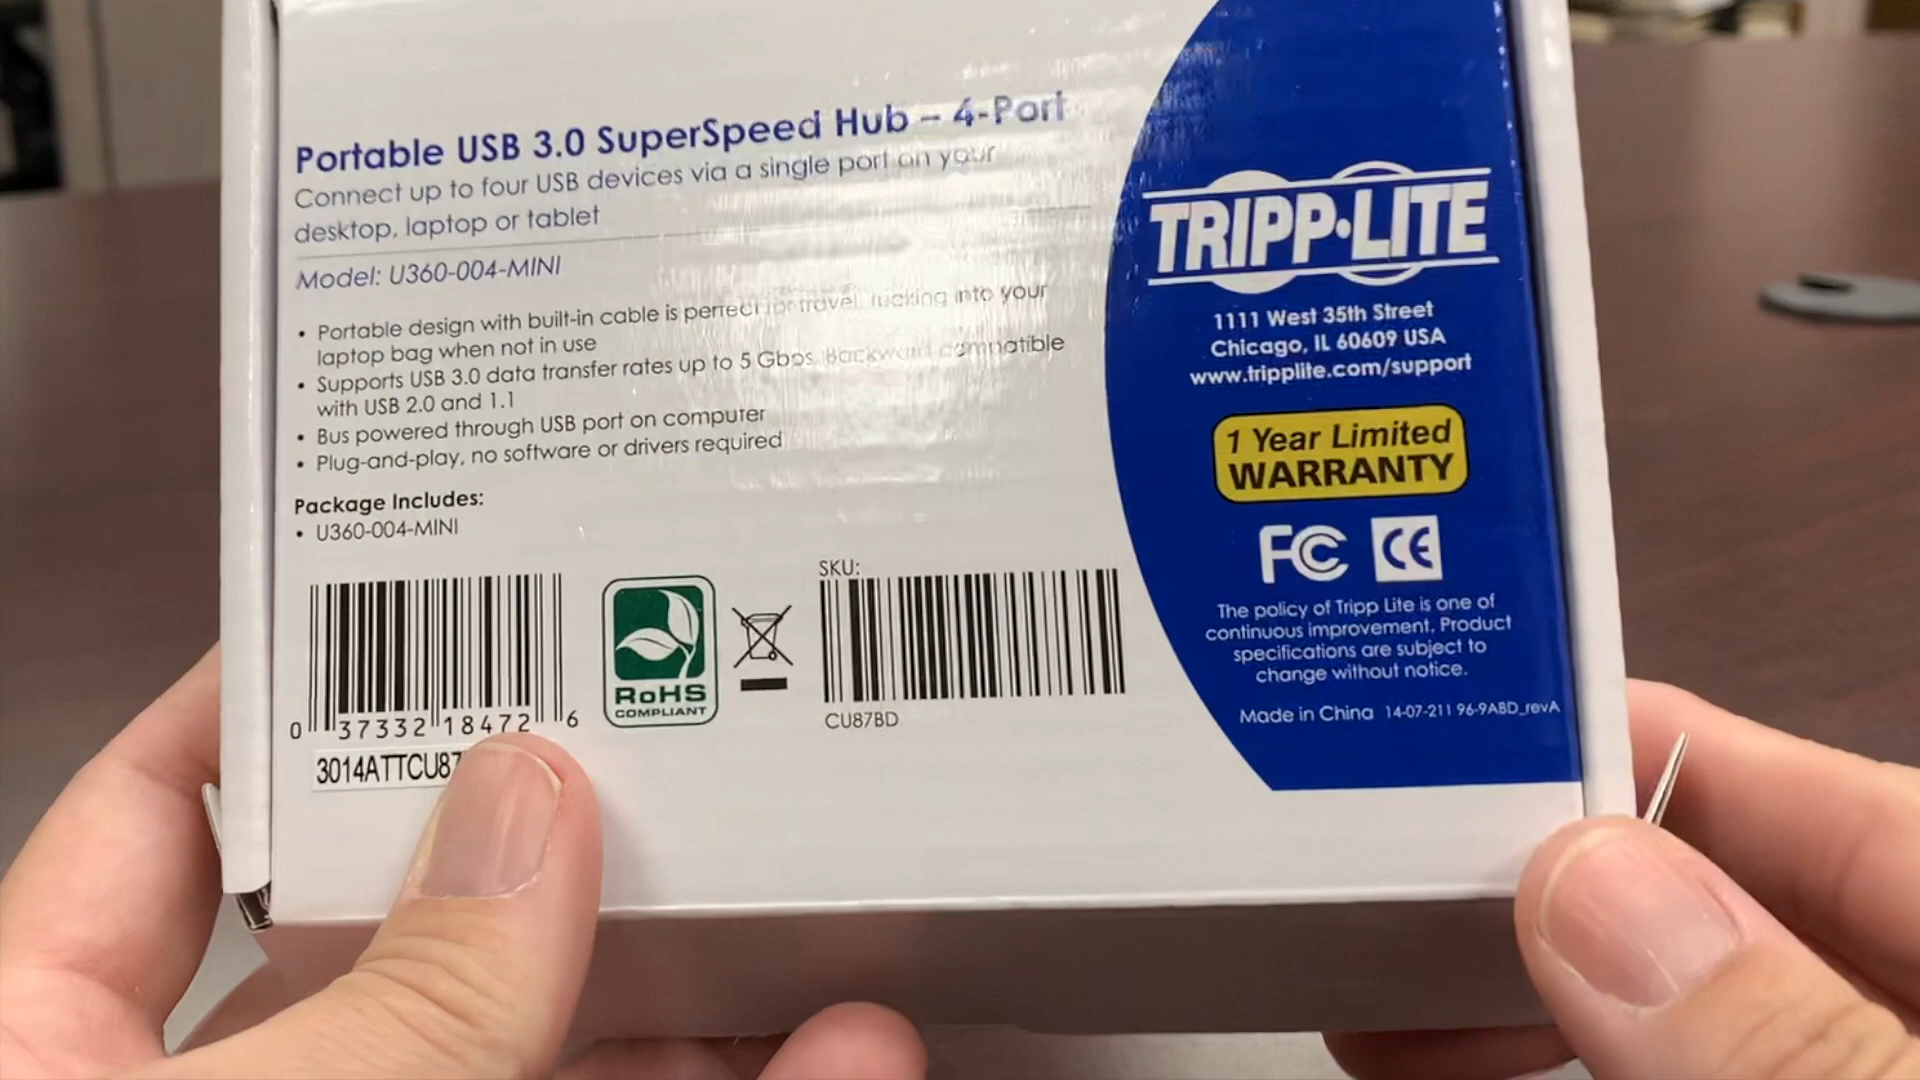 Portable USB 3.0 SuperSpeed Hub – 4-Port
Connect up to four USB devices via a single port on your
desktop, laptop or tablet
Model: U360-004-MINI
• Portable design with built-in cable is perfect for travel, tucking into your
laptop bag when not in use
• Supports USB 3.0 data transfer rates up to 5 Gbps. Backward compatible
with USB 2.0 and 1.1
• Bus powered through USB port on computer
• Plug-and-play, no software or drivers required
Package Includes:
• U360-004-MINI
0 37332 18472 6
3014ATTCU87
RoHS
COMPLIANT
SKU:
CU87BD
TRIPP·LITE
1111 West 35th Street
Chicago, IL 60609 USA
www.tripplite.com/support
1 Year Limited
WARRANTY
FC CE
The policy of Tripp Lite is one of
continuous improvement. Product
specifications are subject to
change without notice.
Made in China 14-07-211 96-9ABD_revA